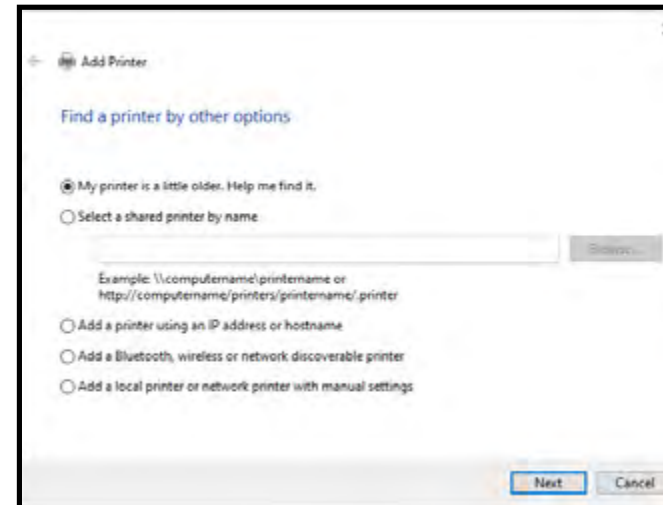 Add Printer
Find a printer by other options
My printer is a little older. Help me find it.
Select a shared printer by name
Browse...
Example: \\computername\printername or
http://computername/printers/printername/.printer
Add a printer using an IP address or hostname
Add a Bluetooth, wireless or network discoverable printer
Add a local printer or network printer with manual settings
Next Cancel